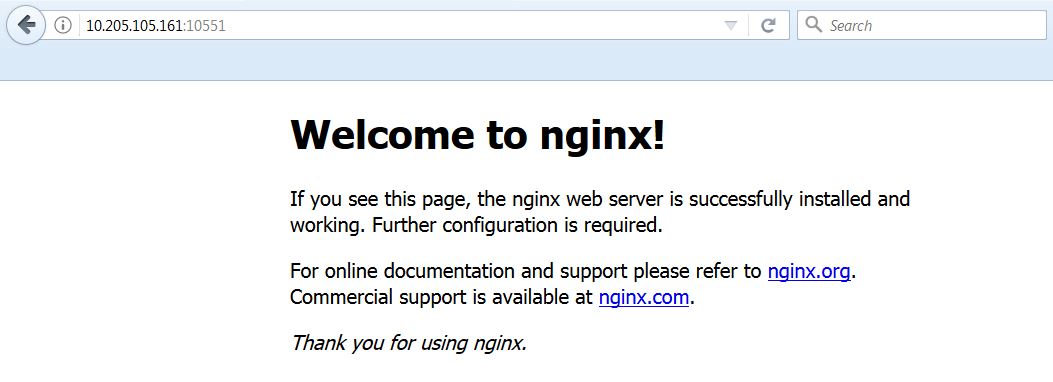 10.205.105.161:10551
Search
Welcome to nginx!
If you see this page, the nginx web server is successfully installed and
working. Further configuration is required.
For online documentation and support please refer to nginx.org.
Commercial support is available at nginx.com.
Thank you for using nginx.